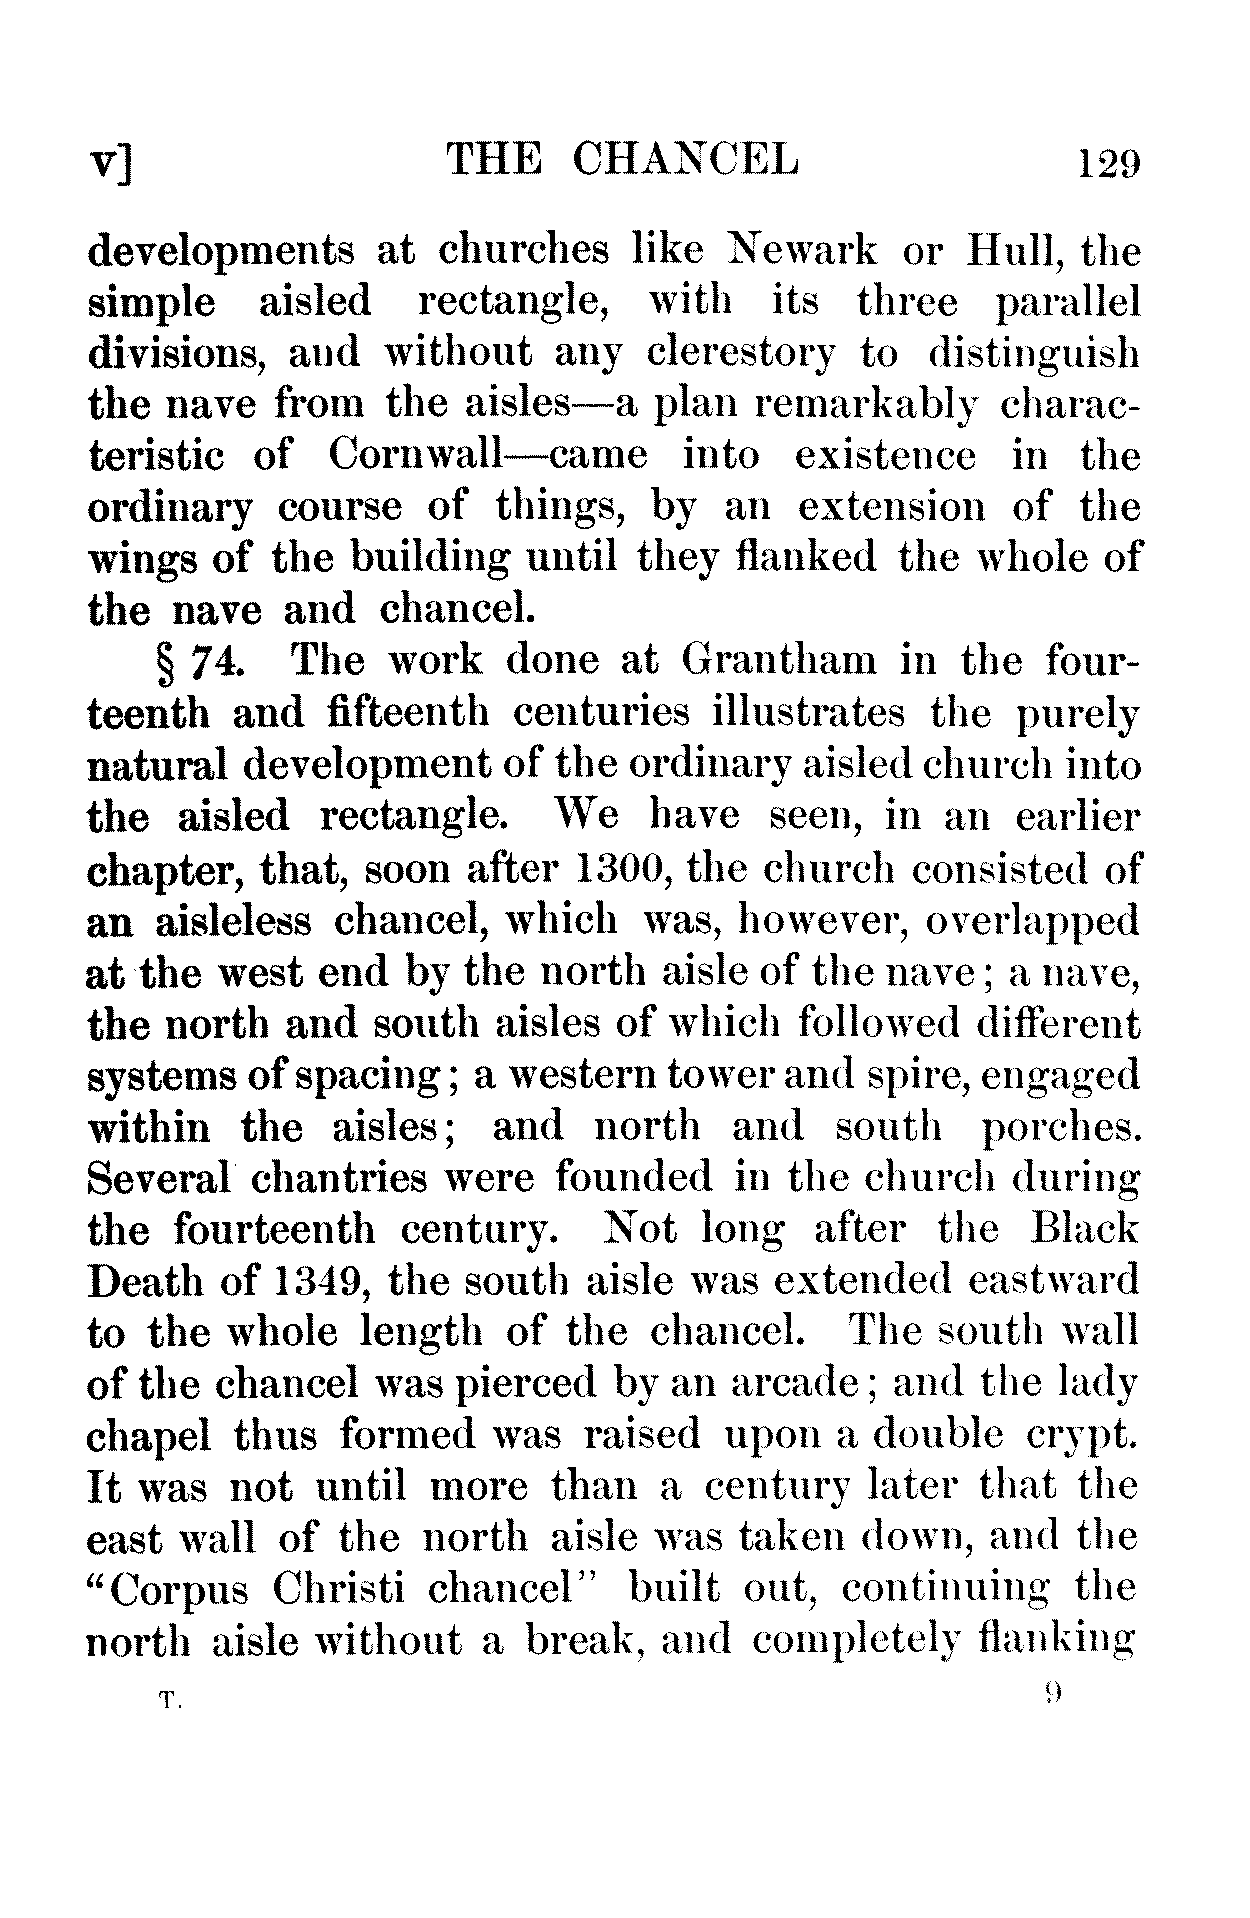 v] THE CHANCEL 129
developments at churches like Newark or Hull, the
simple aisled rectangle, with its three parallel
divisions, and without any clerestory to distinguish
the nave from the aisles—a plan remarkably charac-
teristic of Cornwall—came into existence in the
ordinary course of things, by an extension of the
wings of the building until they flanked the whole of
the nave and chancel.
§ 74. The work done at Grantham in the four-
teenth and fifteenth centuries illustrates the purely
natural development of the ordinary aisled church into
the aisled rectangle. We have seen, in an earlier
chapter, that, soon after 1300, the church consisted of
an aisleless chancel, which was, however, overlapped
at the west end by the north aisle of the nave; a nave,
the north and south aisles of which followed different
systems of spacing; a western tower and spire, engaged
within the aisles; and north and south porches.
Several chantries were founded in the church during
the fourteenth century. Not long after the Black
Death of 1349, the south aisle was extended eastward
to the whole length of the chancel. The south wall
of the chancel was pierced by an arcade; and the lady
chapel thus formed was raised upon a double crypt.
It was not until more than a century later that the
east wall of the north aisle was taken down, and the
“Corpus Christi chancel” built out, continuing the
north aisle without a break, and completely flanking
T. 9